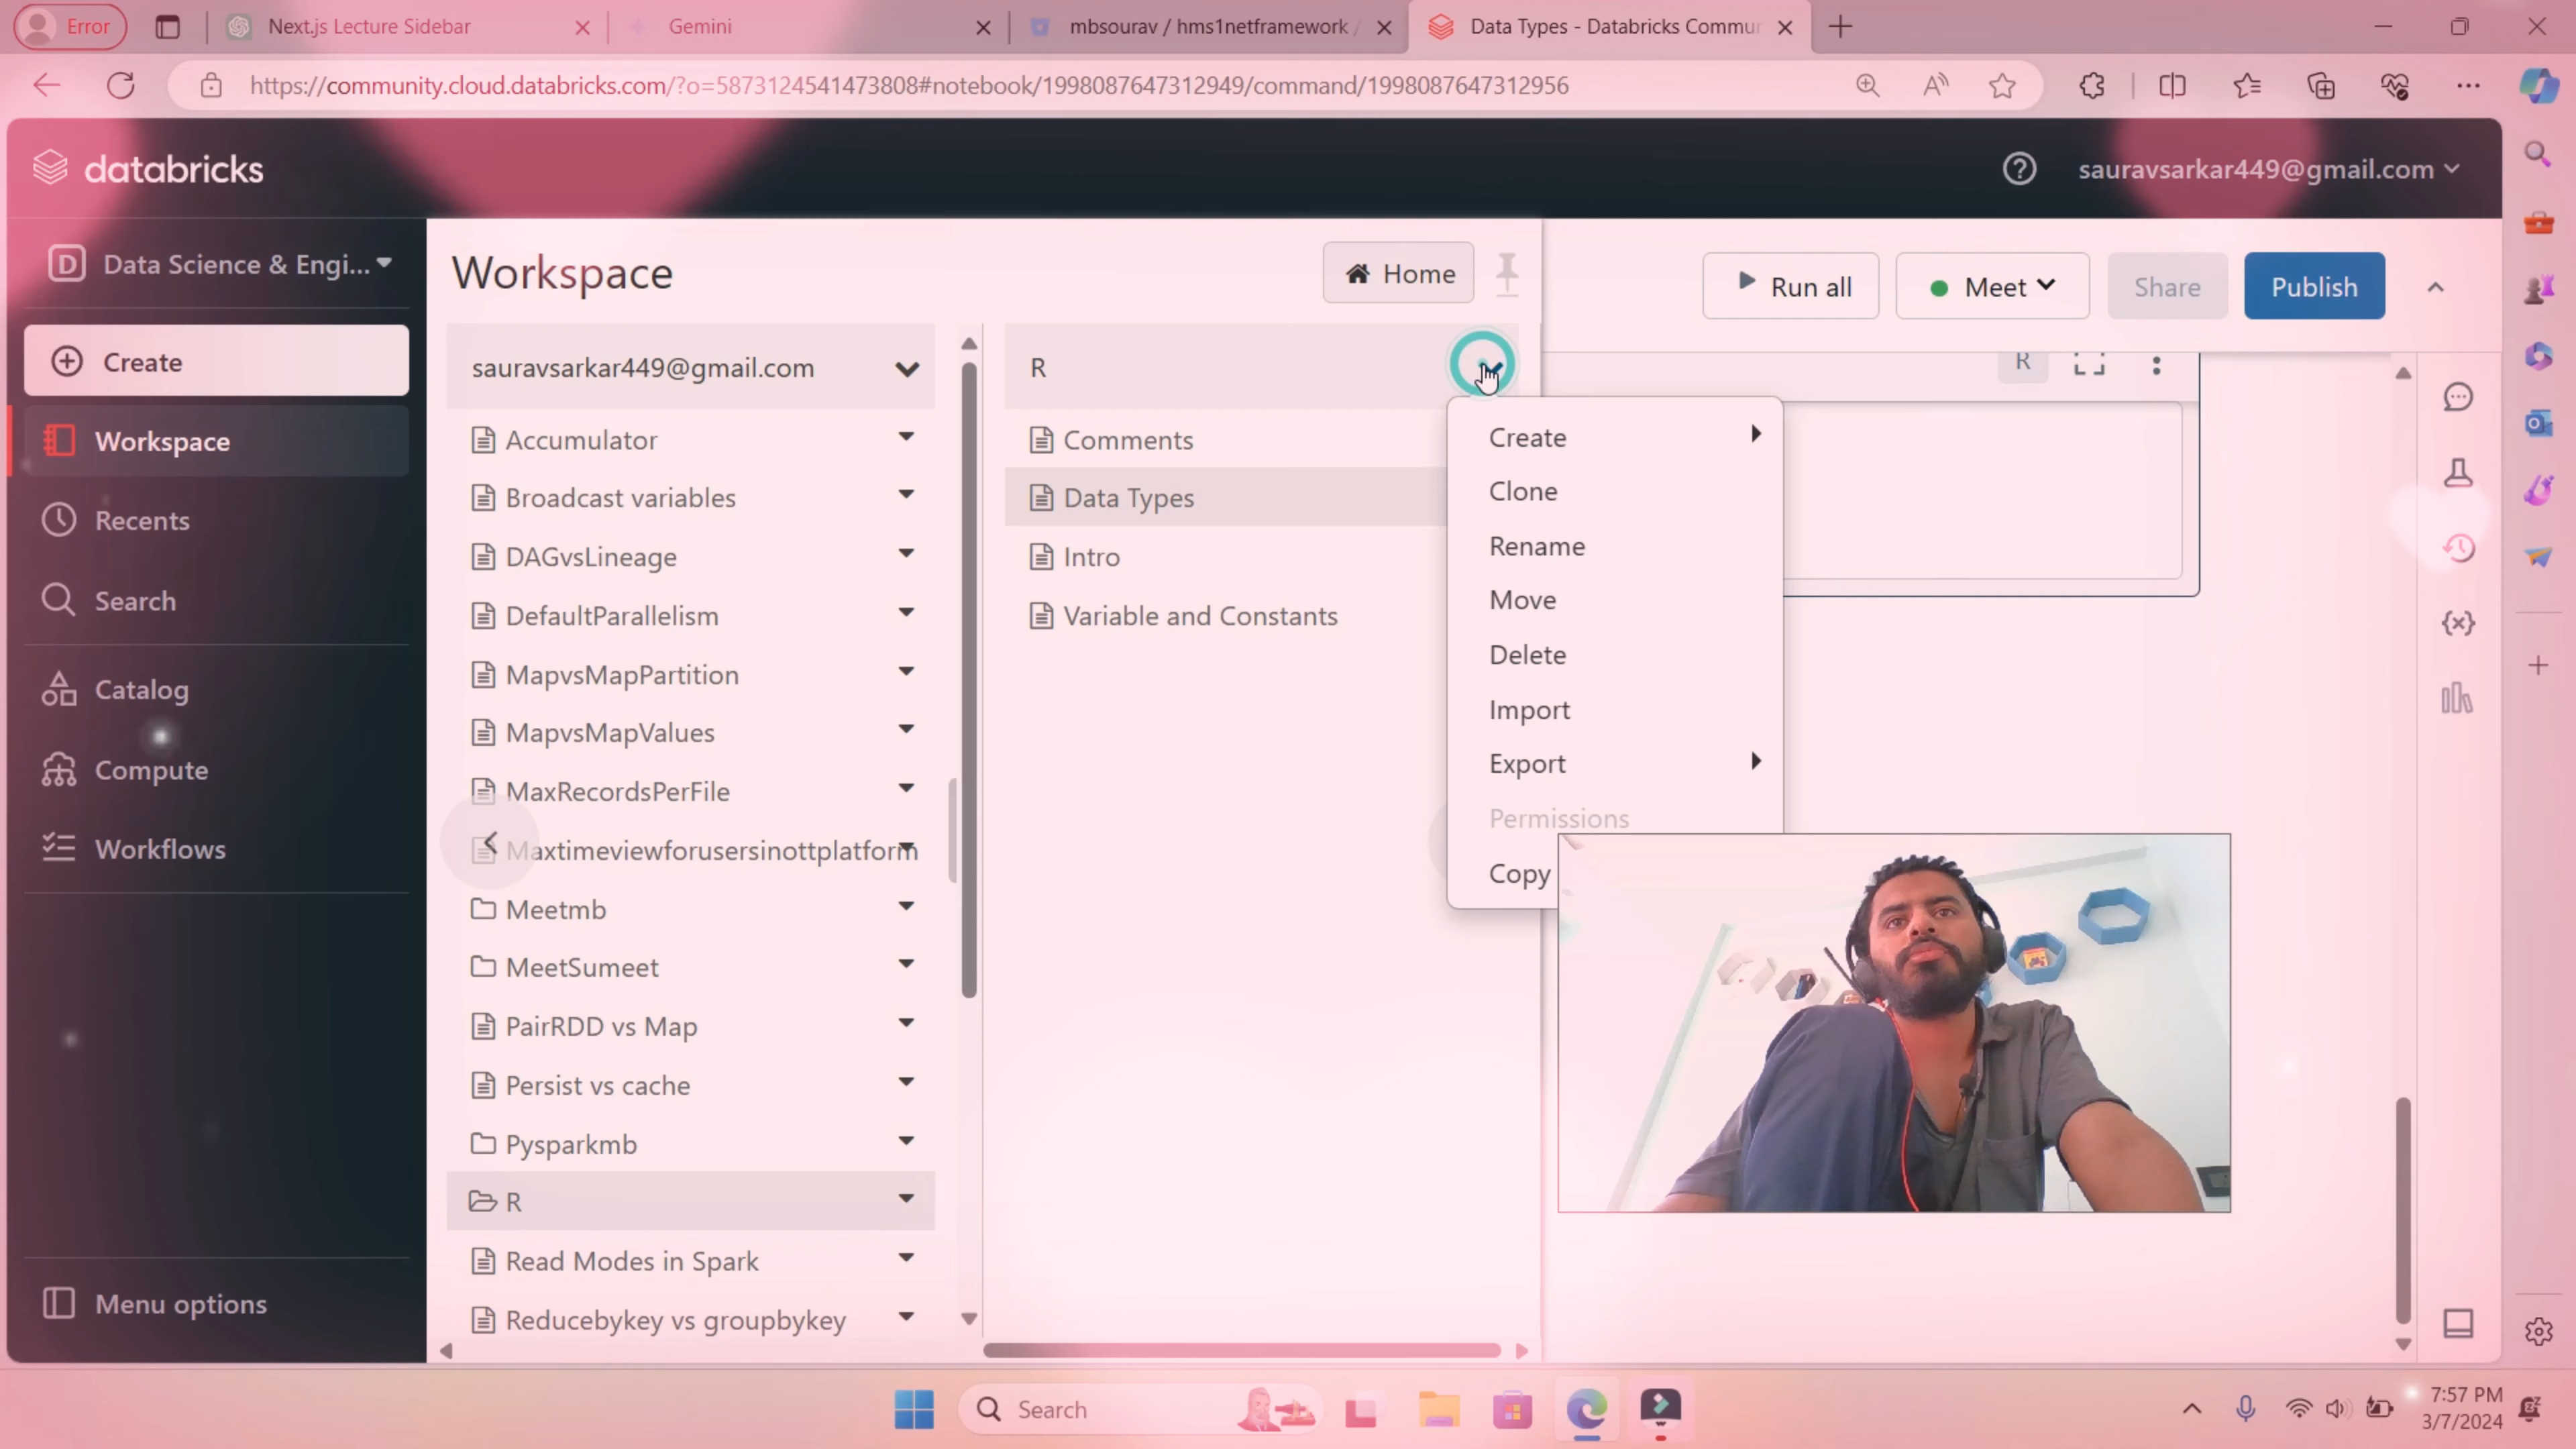 Error
Next.js Lecture Sidebar
Gemini
mbsourav / hms1netframework /
Data Types - Databricks Commur
https://community.cloud.databricks.com/?o=5873124541473808#notebook/1998087647312949/command/1998087647312956
databricks
sauravsarkar449@gmail.com
D Data Science & Engi...
Create
Workspace
Recents
Search
Catalog
Compute
Workflows
Menu options
Workspace
Home
sauravsarkar449@gmail.com
Accumulator
Broadcast variables
DAGvsLineage
DefaultParallelism
MapvsMapPartition
MapvsMapValues
MaxRecordsPerFile
Maxtimeviewforusersinottplatform
Meetmb
MeetSumeet
PairRDD vs Map
Persist vs cache
Pysparkmb
R
Read Modes in Spark
Reducebykey vs groupbykey
R
Comments
Data Types
Intro
Variable and Constants
Create
Clone
Rename
Move
Delete
Import
Export
Permissions
Copy
Run all
Meet
Share
Publish
R
Search
7:57 PM
3/7/2024